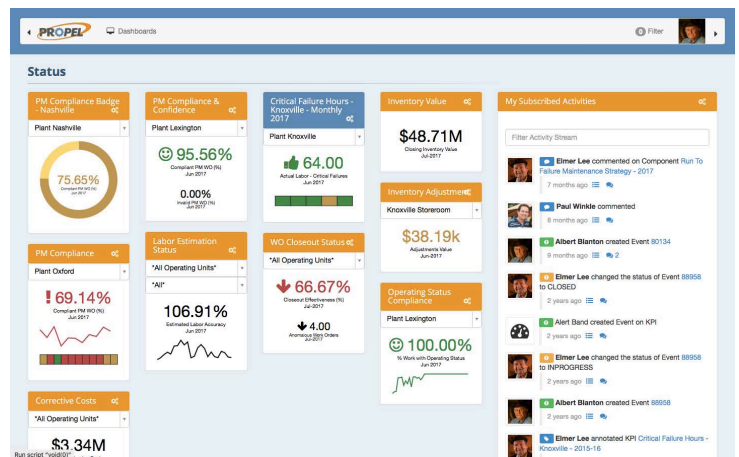 PROPEL
Dashboards
0 Filter
Status
PM Compliance Badge
- Nashville
Plant Nashville
75.65%
Compliant PM WO (%)
Jun 2017
PM Compliance
Plant Oxford
! 69.14%
Compliant PM WO (%)
Jun 2017
Corrective Costs
*All Operating Units*
$3.34M
PM Compliance &
Confidence
Plant Lexington
95.56%
Compliant PM WO (%)
Jun 2017
0.00%
Invalid PM WO (%)
Jun 2017
Labor Estimation
Status
*All Operating Units*
*All*
106.91%
Estimated Labor Accuracy
Jun 2017
Critical Failure Hours -
Knoxville - Monthly
2017
Plant Knoxville
64.00
Actual Labor - Critical Failures
Jun 2017
WO Closeout Status
*All Operating Units*
66.67%
Closeout Effectiveness (%)
Jul-2017
4.00
Anomalous Work Orders
Jul-2017
Inventory Value
$48.71M
Closing Inventory Value
Jul-2017
Inventory Adjustment
Knoxville Storeroom
$38.19k
Adjustments Value
Jun-2017
Operating Status
Compliance
Plant Lexington
100.00%
% Work with Operating Status
Jun 2017
My Subscribed Activities
Filter Activity Stream
Elmer Lee commented on Component Run To
Failure Maintenance Strategy - 2017
7 months ago
Paul Winkle commented
8 months ago
Albert Blanton created Event 80134
9 months ago 2
Elmer Lee changed the status of Event 88958
to CLOSED
2 years ago
Alert Band created Event on KPI
2 years ago
Elmer Lee changed the status of Event 88958
to INPROGRESS
2 years ago
Albert Blanton created Event 88958
2 years ago
Elmer Lee annotated KPI Critical Failure Hours -
Knoxville - 2015-16
Run script "void(0)"